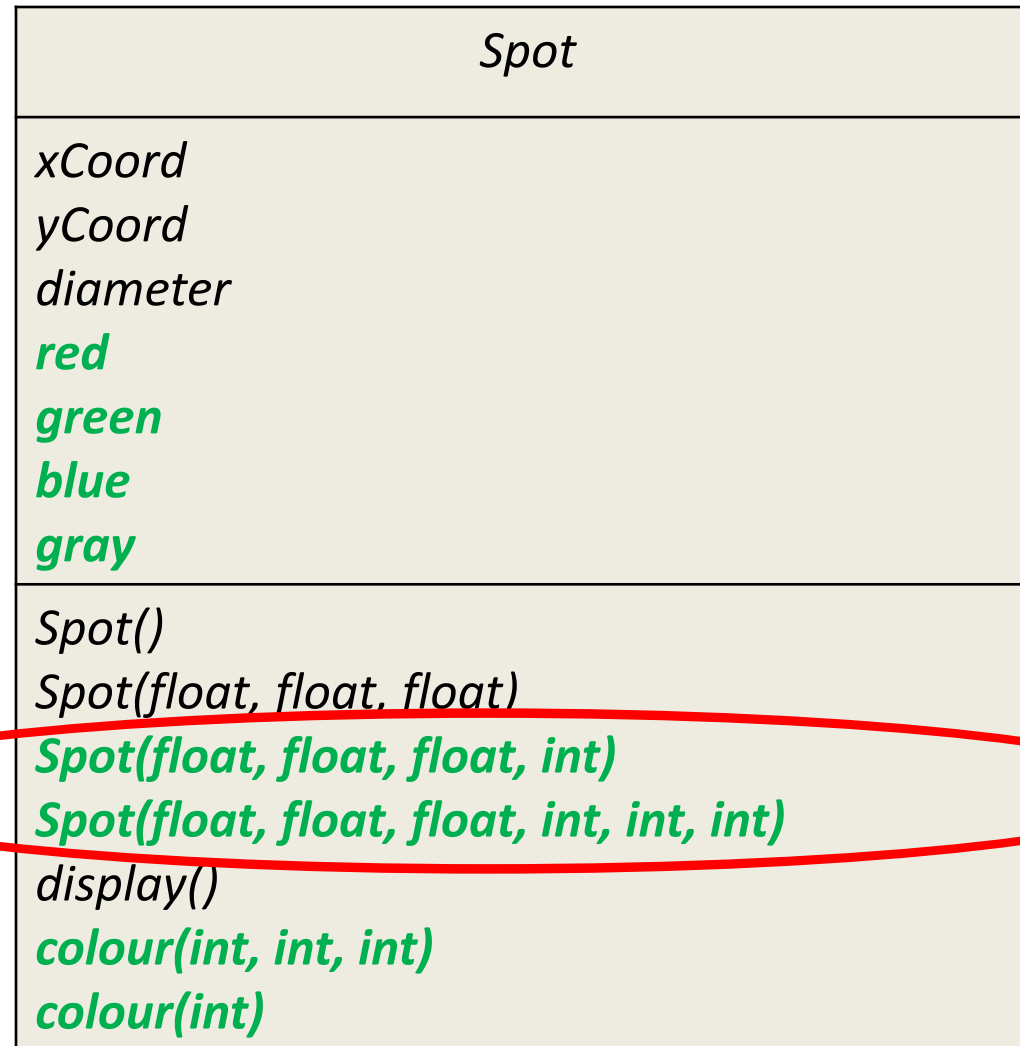 Spot
xCoord
yCoord
diameter
red
green
blue
gray
Spot()
Spot(float, float, float)
Spot(float, float, float, int)
Spot(float, float, float, int, int, int)
display()
colour(int, int, int)
colour(int)